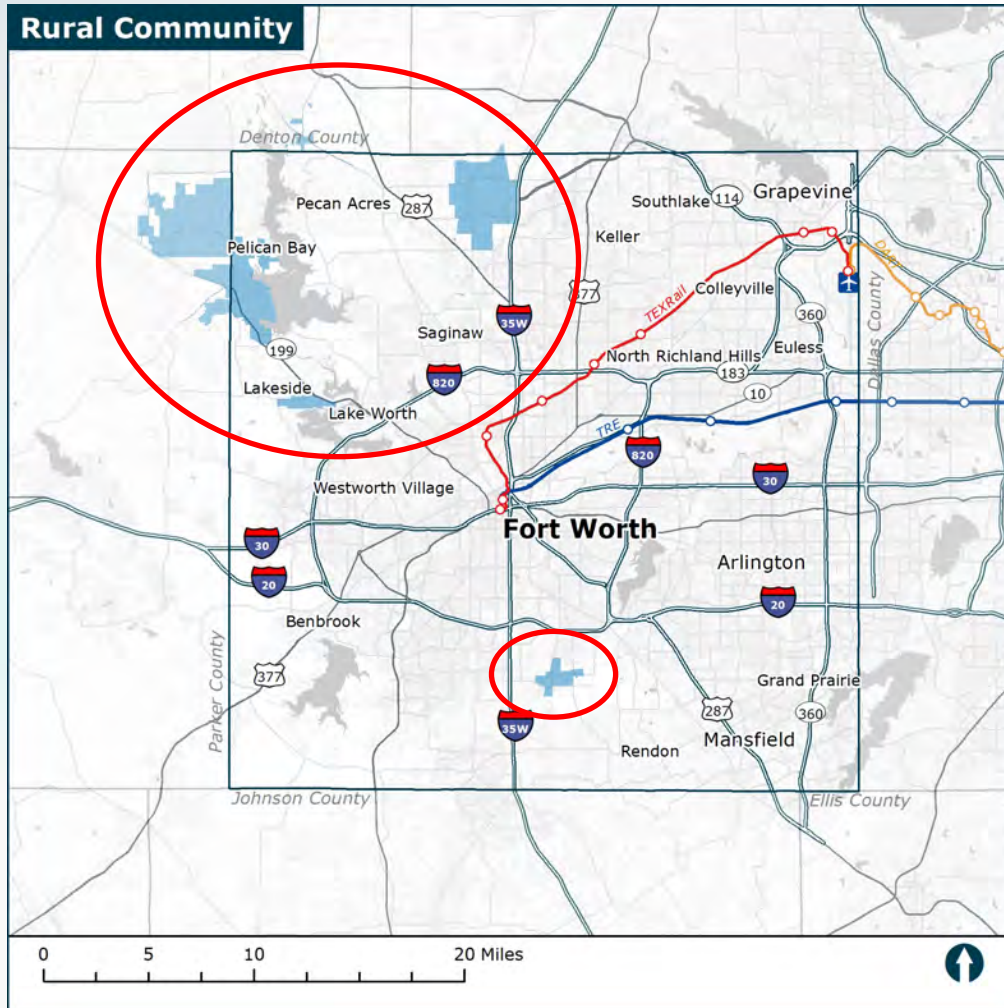 Rural Community
Denton County
Pecan Acres
287
Southlake
114
Grapevine
Keller
Pelican Bay
DART
377
Colleyville
TEXRail
35W
360
Dallas County
Saginaw
199
820
North Richland Hills
Euless
183
Lakeside
10
Lake Worth
TRE
820
30
Westworth Village
Fort Worth
30
20
Arlington
20
Benbrook
Parker County
377
Grand Prairie
35W
287
360
Rendon
Mansfield
Johnson County
Ellis County
0 5 10 20 Miles